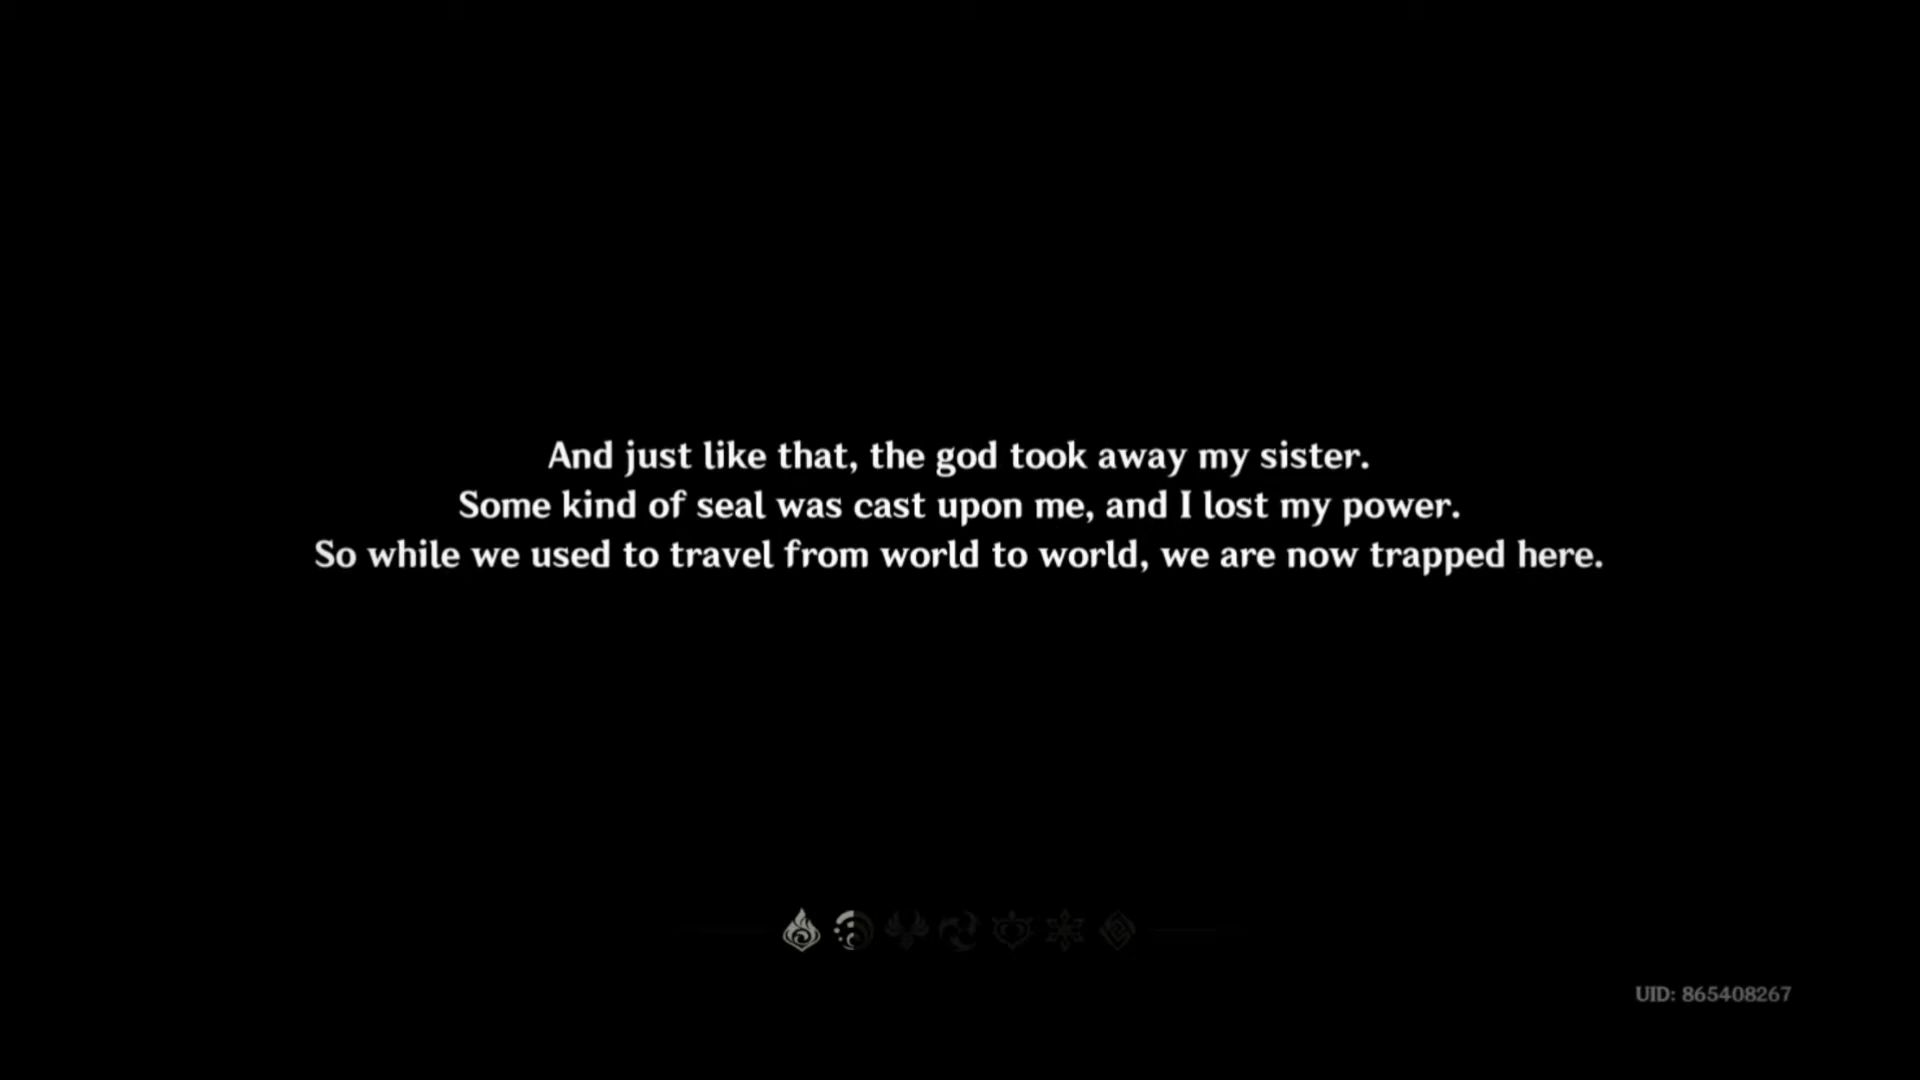 And just like that, the god took away my sister.
Some kind of seal was cast upon me, and I lost my power.
So while we used to travel from world to world, we are now trapped here.
UID: 865408267